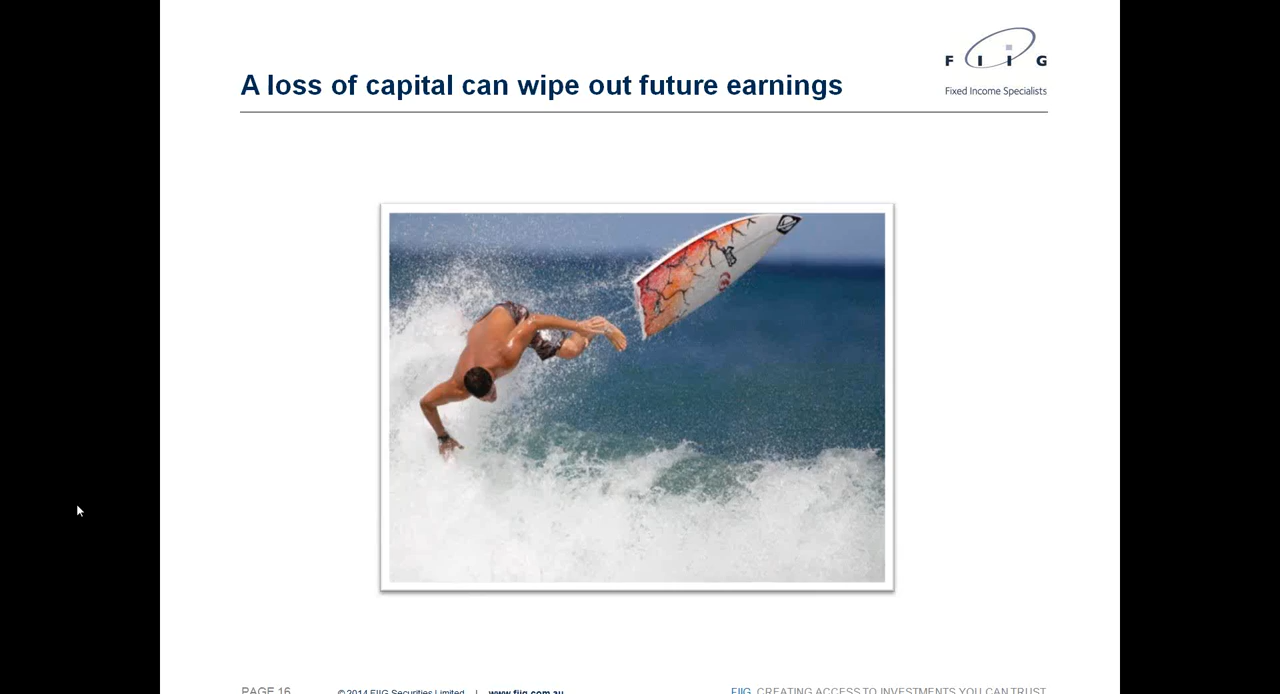 A loss of capital can wipe out future earnings
F I i G
Fixed Income Specialists
PAGE 16
©2014 FIIG Securities Limited | www.fiig.com.au
FIIG CREATING ACCESS TO INVESTMENTS YOU CAN TRUST